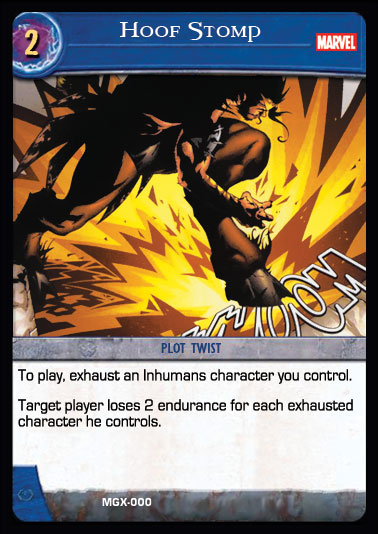 2
Hoof Stomp
MARVEL
PLOT TWIST
To play, exhaust an Inhumans character you control.
Target player loses 2 endurance for each exhausted
character he controls.
MGX-000